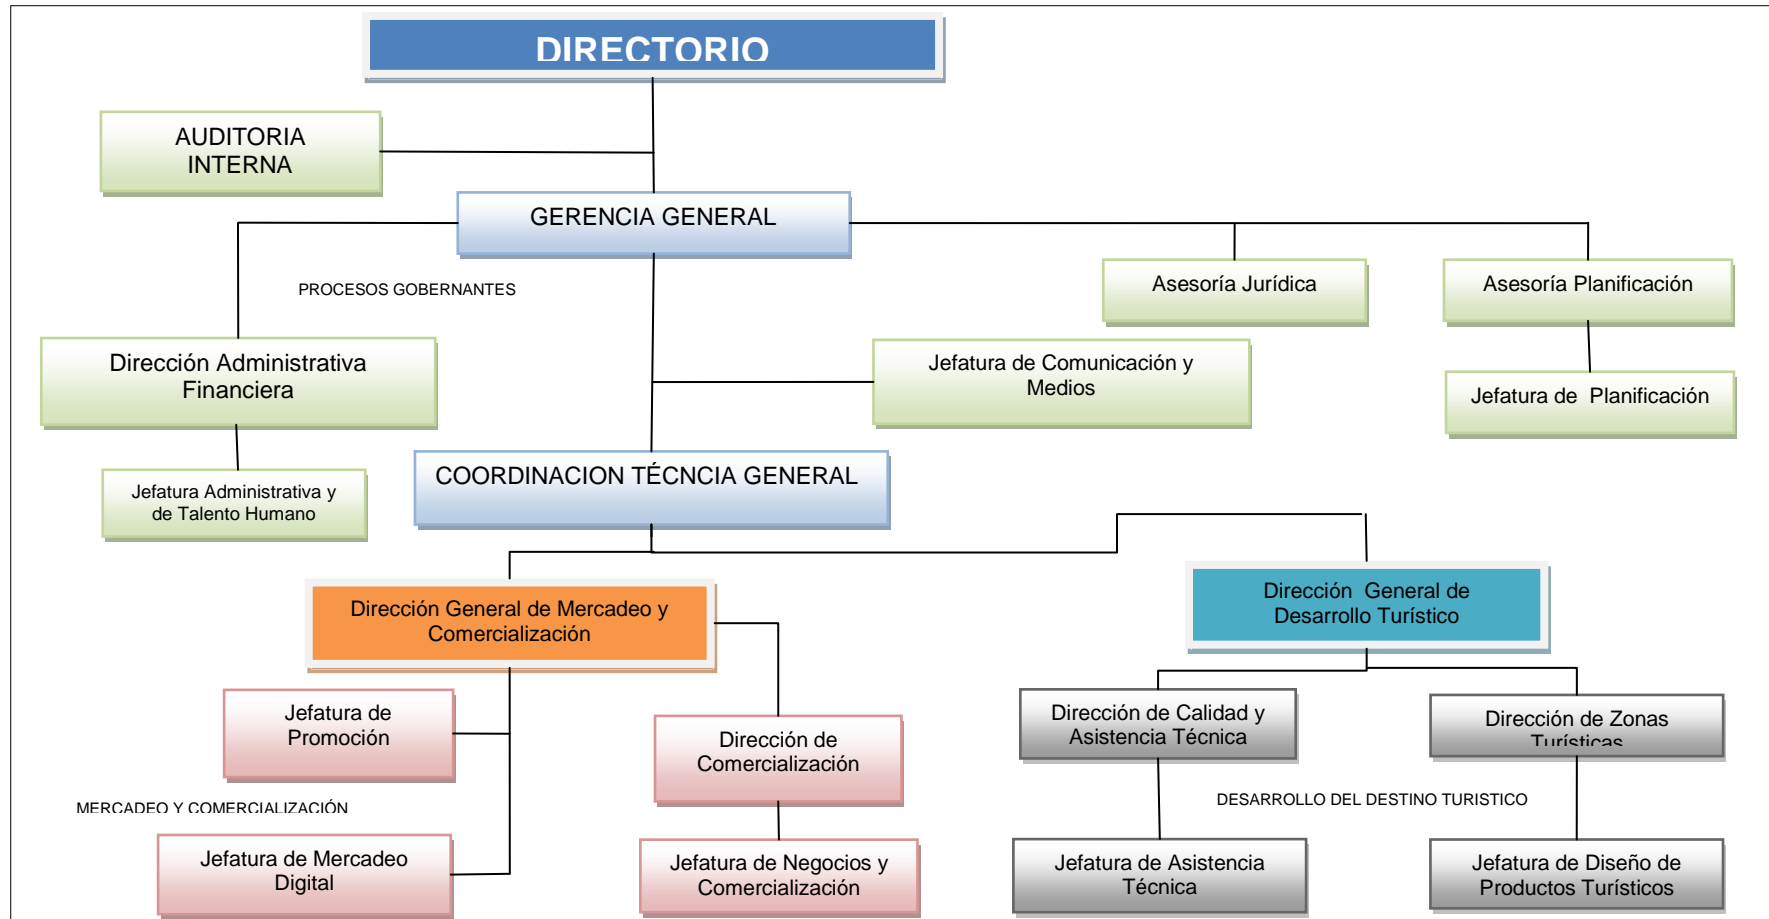 DIRECTORIO
AUDITORIA
INTERNA
GERENCIA GENERAL
PROCESOS GOBERNANTES
Asesoría Jurídica
Asesoría Planificación
Dirección Administrativa
Financiera
Jefatura de Comunicación y
Medios
Jefatura de  Planificación
Jefatura Administrativa y
de Talento Humano
COORDINACION TÉCNCIA GENERAL
Dirección General de Mercadeo y
Comercialización
Dirección  General de
Desarrollo Turístico
Jefatura de
Promoción
Dirección de
Comercialización
Dirección de Calidad y
Asistencia Técnica
Dirección de Zonas
Turísticas
MERCADEO Y COMERCIALIZACIÓN
DESARROLLO DEL DESTINO TURISTICO
Jefatura de Mercadeo
Digital
Jefatura de Negocios y
Comercialización
Jefatura de Asistencia
Técnica
Jefatura de Diseño de
Productos Turísticos